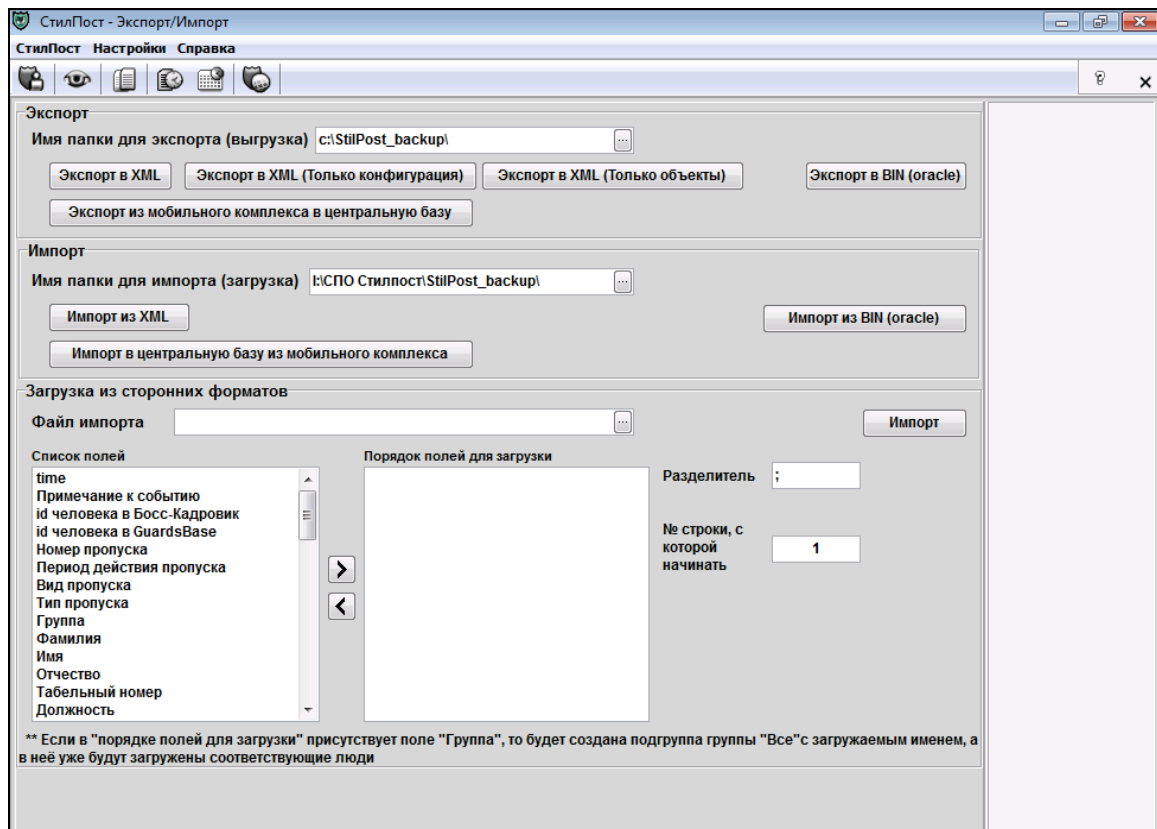 СтилПост - Экспорт/Импорт
СтилПост Настройки Справка
Экспорт
Имя папки для экспорта (выгрузка) c:\StilPost_backup\ ...
Экспорт в XML Экспорт в XML (Только конфигурация) Экспорт в XML (Только объекты) Экспорт в BIN (oracle)
Экспорт из мобильного комплекса в центральную базу
Импорт
Имя папки для импорта (загрузка) I:\СПО Стилпост\StilPost_backup\ ...
Импорт из XML Импорт из BIN (oracle)
Импорт в центральную базу из мобильного комплекса
Загрузка из сторонних форматов
Файл импорта ... Импорт
Список полей
time
Примечание к событию
id человека в Босс-Кадровик
id человека в GuardsBase
Номер пропуска
Период действия пропуска
Вид пропуска
Тип пропуска
Группа
Фамилия
Имя
Отчество
Табельный номер
Должность
Порядок полей для загрузки
Разделитель ;
№ строки, с
которой
начинать
1
** Если в "порядке полей для загрузки" присутствует поле "Группа", то будет создана подгруппа группы "Все"с загружаемым именем, а
в неё уже будут загружены соответствующие люди